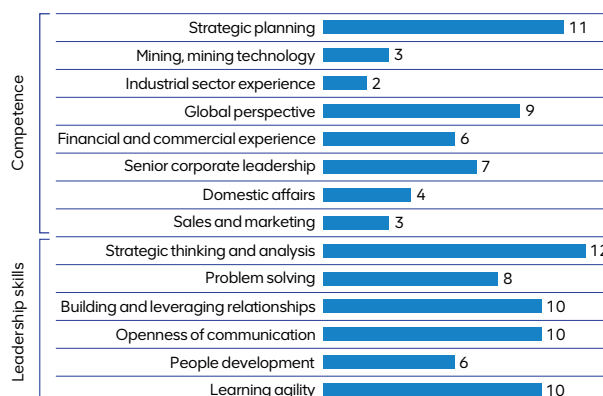 Competence
Strategic planning 11
Mining, mining technology 3
Industrial sector experience 2
Global perspective 9
Financial and commercial experience 6
Senior corporate leadership 7
Domestic affairs 4
Sales and marketing 3
Leadership skills
Strategic thinking and analysis 12
Problem solving 8
Building and leveraging relationships 10
Openness of communication 10
People development 6
Learning agility 10